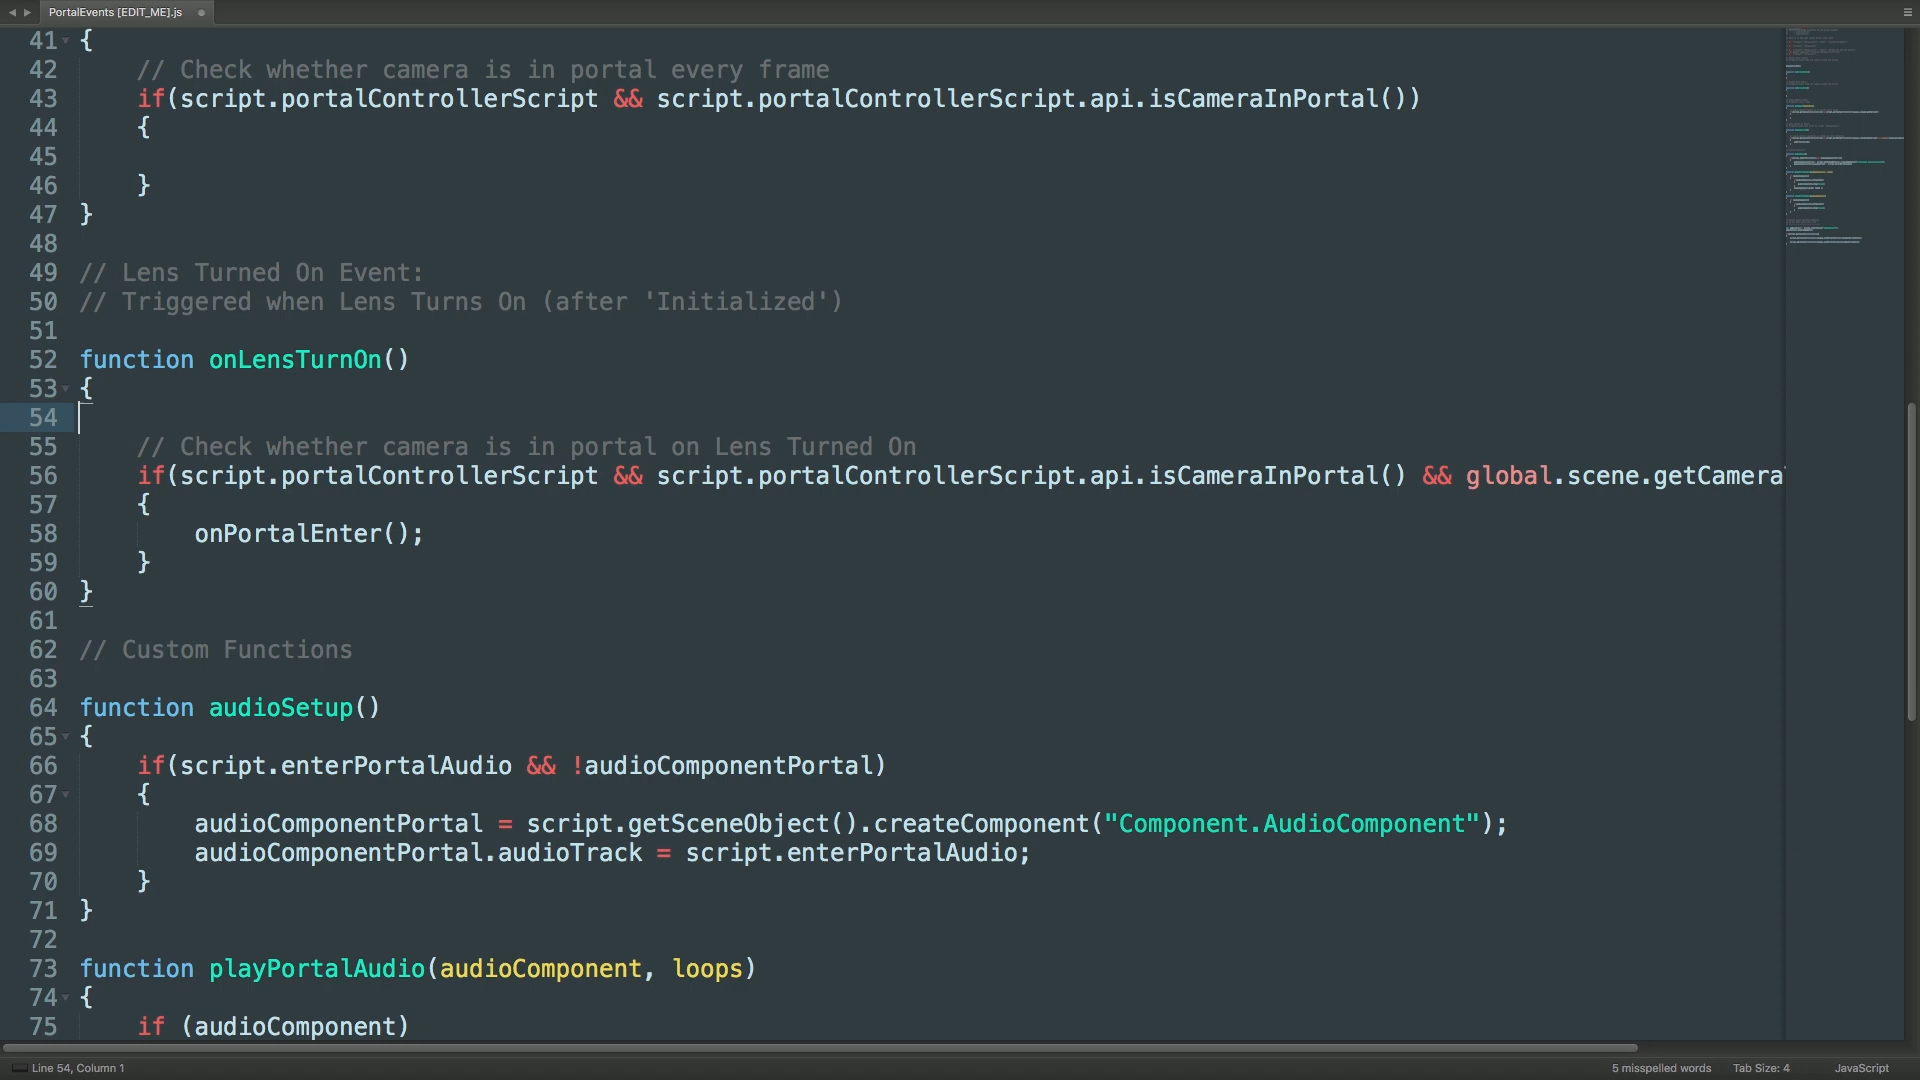 PortalEvents [EDIT_ME].js
41 {
42 // Check whether camera is in portal every frame
43 if(script.portalControllerScript && script.portalControllerScript.api.isCameraInPortal())
44 {
45
46 }
47 }
48
49 // Lens Turned On Event:
50 // Triggered when Lens Turns On (after 'Initialized')
51
52 function onLensTurnOn()
53 {
54
55 // Check whether camera is in portal on Lens Turned On
56 if(script.portalControllerScript && script.portalControllerScript.api.isCameraInPortal() && global.scene.getCamera
57 {
58 onPortalEnter();
59 }
60 }
61
62 // Custom Functions
63
64 function audioSetup()
65 {
66 if(script.enterPortalAudio && !audioComponentPortal)
67 {
68 audioComponentPortal = script.getSceneObject().createComponent("Component.AudioComponent");
69 audioComponentPortal.audioTrack = script.enterPortalAudio;
70 }
71 }
72
73 function playPortalAudio(audioComponent, loops)
74 {
75 if (audioComponent)
Line 54, Column 1 5 misspelled words Tab Size: 4 JavaScript